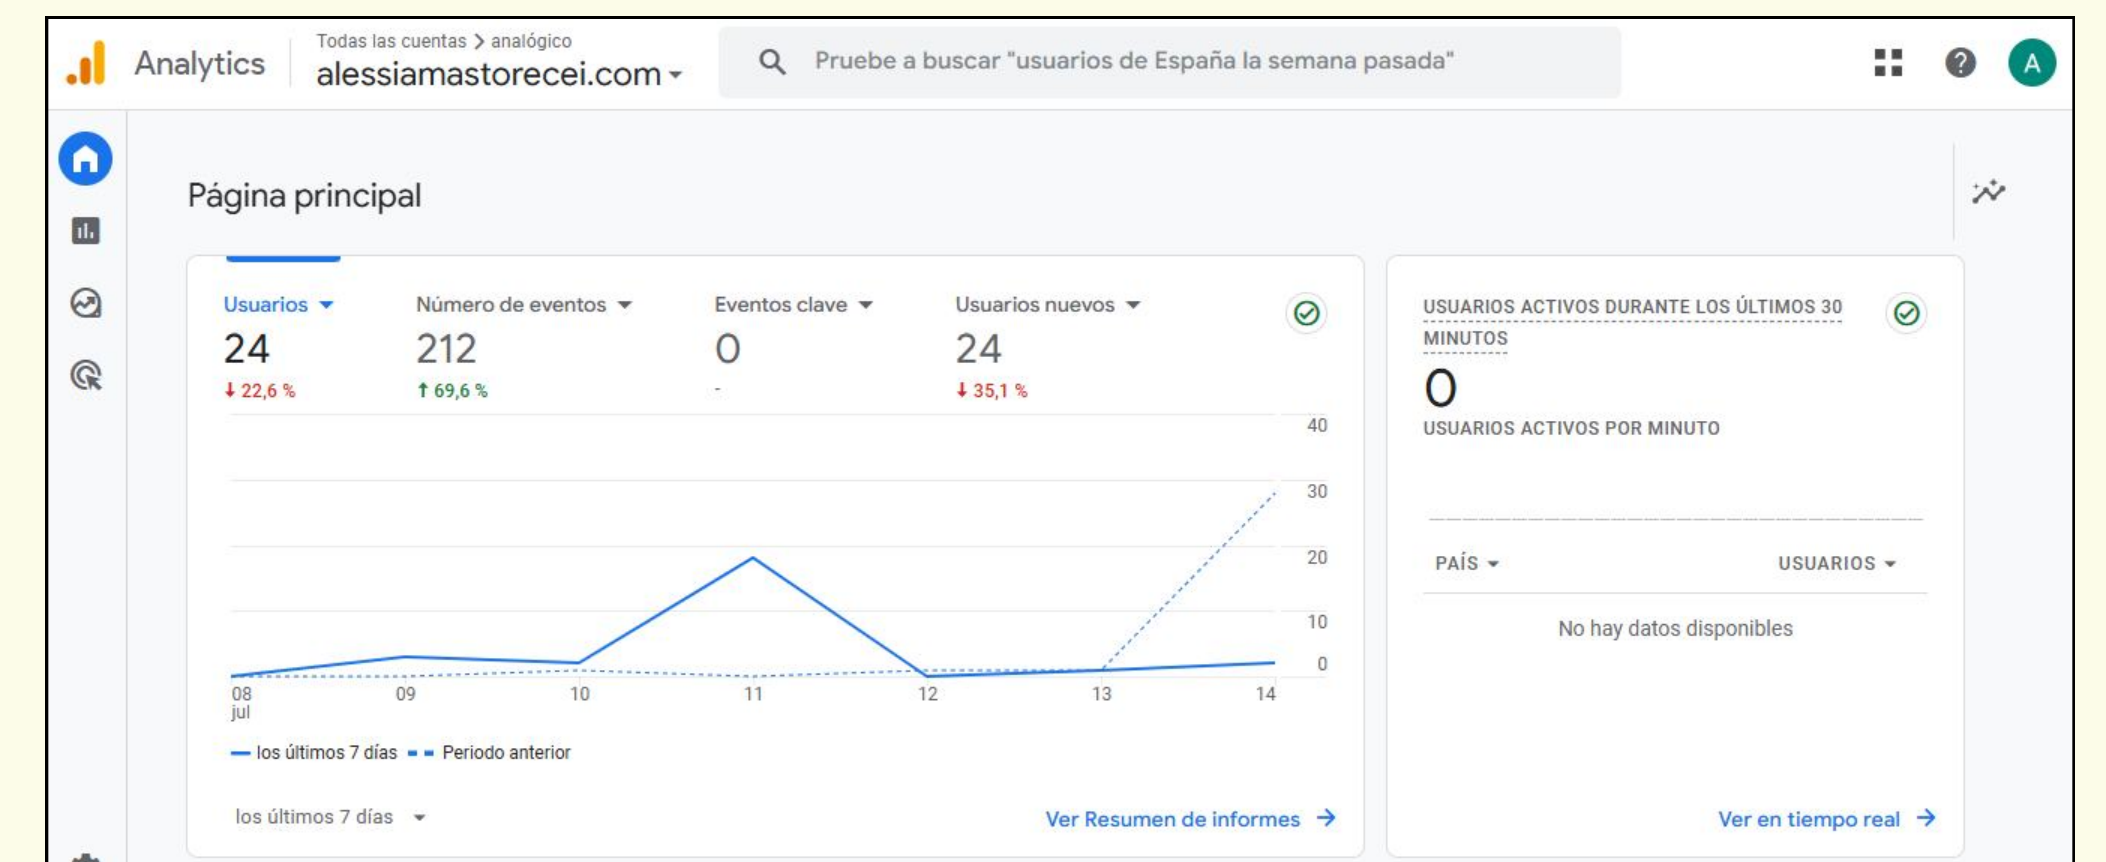 Analytics
Todas las cuentas > analógico
alessiamastorecei.com
Pruebe a buscar "usuarios de España la semana pasada"
A
Página principal
Usuarios
24
↓ 22,6 %
Número de eventos
212
↑ 69,6 %
Eventos clave
0
-
Usuarios nuevos
24
↓ 35,1 %
40
30
20
10
0
08
jul
09
10
11
12
13
14
los últimos 7 días
Periodo anterior
los últimos 7 días
Ver Resumen de informes →
USUARIOS ACTIVOS DURANTE LOS ÚLTIMOS 30
MINUTOS
0
USUARIOS ACTIVOS POR MINUTO
PAÍS
USUARIOS
No hay datos disponibles
Ver en tiempo real →